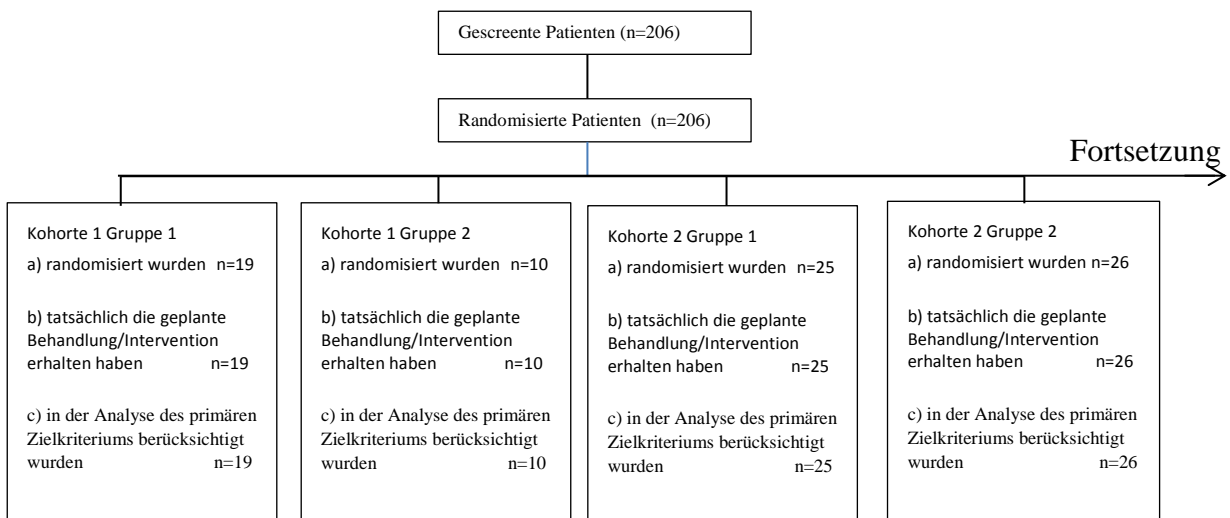 Gescreente Patienten (n=206)
Randomisierte Patienten (n=206)
Fortsetzung
Kohorte 1 Gruppe 1
a) randomisiert wurden n=19
b) tatsächlich die geplante
Behandlung/Intervention
erhalten haben n=19
c) in der Analyse des primären
Zielkriteriums berücksichtigt
wurden n=19
Kohorte 1 Gruppe 2
a) randomisiert wurden n=10
b) tatsächlich die geplante
Behandlung/Intervention
erhalten haben n=10
c) in der Analyse des primären
Zielkriteriums berücksichtigt
wurden n=10
Kohorte 2 Gruppe 1
a) randomisiert wurden n=25
b) tatsächlich die geplante
Behandlung/Intervention
erhalten haben n=25
c) in der Analyse des primären
Zielkriteriums berücksichtigt
wurden n=25
Kohorte 2 Gruppe 2
a) randomisiert wurden n=26
b) tatsächlich die geplante
Behandlung/Intervention
erhalten haben n=26
c) in der Analyse des primären
Zielkriteriums berücksichtigt
wurden n=26